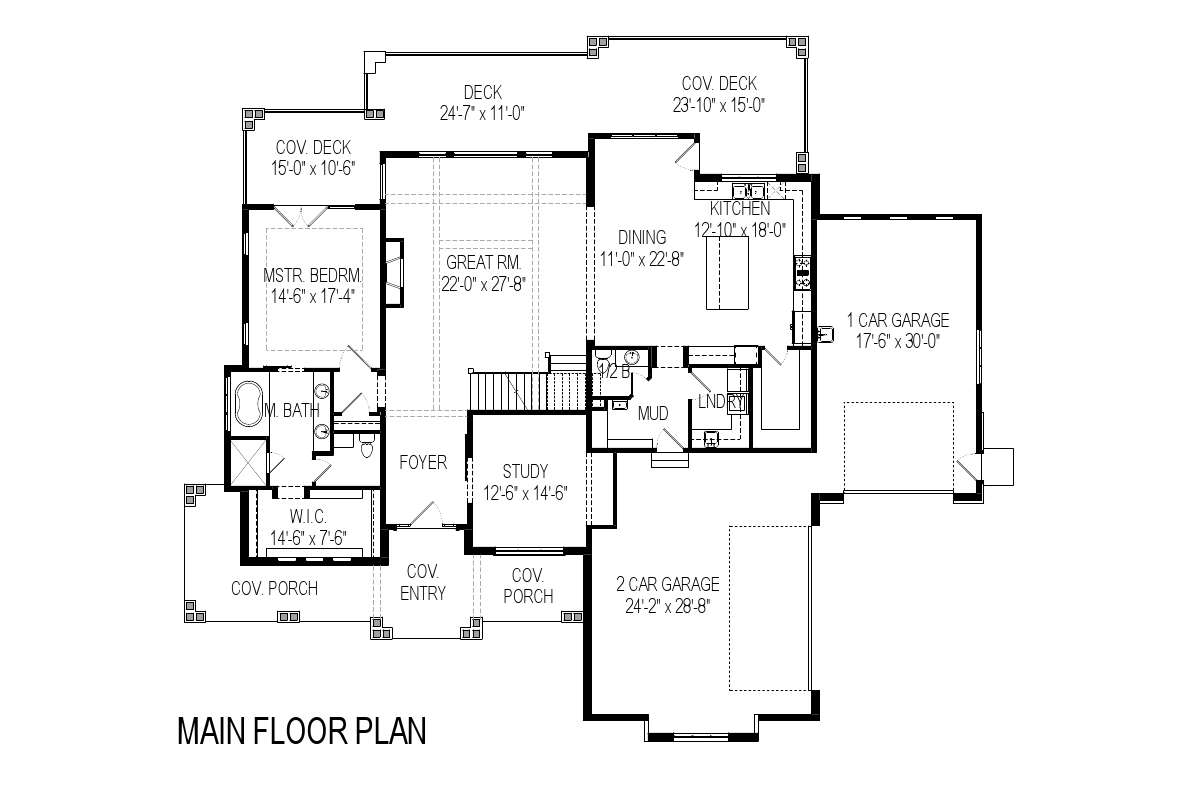 COV. DECK
23'-10" x 15'-0"
DECK
24'-7" x 11'-0"
COV. DECK
15'-0" x 10'-6"
KITCHEN
12'-10" x 18'-0"
DINING
11'-0" x 22'-8"
GREAT RM.
22'-0" x 27'-8"
MSTR. BEDRM.
14'-6" x 17'-4"
1 CAR GARAGE
17'-6" x 30'-0"
1/2 B
LNDRY
M. BATH
MUD
FOYER
STUDY
12'-6" x 14'-6"
W.I.C.
14'-6" x 7'-6"
COV. PORCH
COV.
ENTRY
COV.
PORCH
2 CAR GARAGE
24'-2" x 28'-8"
MAIN FLOOR PLAN